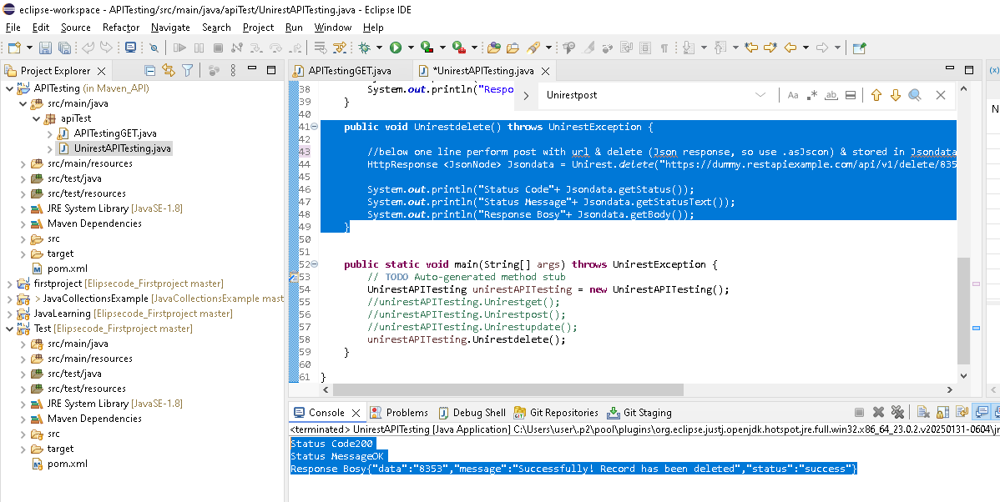 eclipse-workspace - APITesting/src/main/java/apiTest/UnirestAPITesting.java - Eclipse IDE
File Edit Source Refactor Navigate Search Project Run Window Help
Project Explorer
APITesting (in Maven_API)
src/main/java
apiTest
APITestingGET.java
UnirestAPITesting.java
src/main/resources
src/test/java
src/test/resources
JRE System Library [JavaSE-1.8]
Maven Dependencies
src
target
pom.xml
firstproject [Elipsecode_Firstproject master]
> JavaCollectionsExample [JavaCollectionsExample mast
JavaLearning [Elipsecode_Firstproject master]
Test [Elipsecode_Firstproject master]
src/main/java
src/main/resources
src/test/java
src/test/resources
JRE System Library [JavaSE-1.8]
Maven Dependencies
src
target
pom.xml
APITestingGET.java
*UnirestAPITesting.java
Unirestpost
Aa .* ab
38 System.out.println("Respo
39 }
40
41 public void Unirestdelete() throws UnirestException {
42
43 //below one line perform post with url & delete (Json response, so use .asJscon) & stored in Jsondata
44 HttpResponse <JsonNode> Jsondata = Unirest.delete("https://dummy.restapiexample.com/api/v1/delete/835
45
46 System.out.println("Status Code"+ Jsondata.getStatus());
47 System.out.println("Status Message"+ Jsondata.getStatusText());
48 System.out.println("Response Bosy"+ Jsondata.getBody());
49 }
50
51
52 public static void main(String[] args) throws UnirestException {
53 // TODO Auto-generated method stub
54 UnirestAPITesting unirestAPITesting = new UnirestAPITesting();
55 //unirestAPITesting.Unirestget();
56 //unirestAPITesting.Unirestpost();
57 //unirestAPITesting.Unirestupdate();
58 unirestAPITesting.Unirestdelete();
59 }
60
61 }
(x)
N
Console Problems Debug Shell Git Repositories Git Staging
<terminated> UnirestAPITesting [Java Application] C:\Users\user\.p2\pool\plugins\org.eclipse.justj.openjdk.hotspot.jre.full.win32.x86_64_23.0.2.v20250131-0604\jr
Status Code200
Status MessageOK
Response Bosy{"data":"8353","message":"Successfully! Record has been deleted","status":"success"}